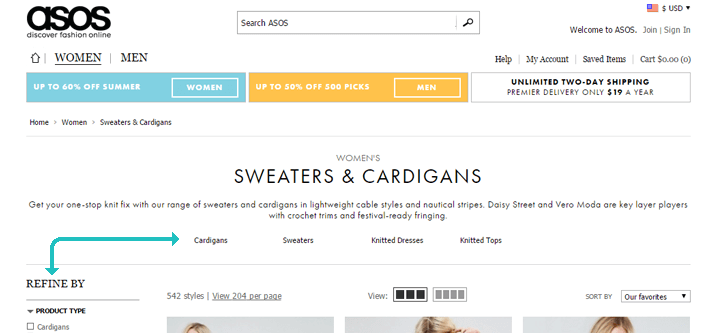 asos
discover fashion online
Search ASOS
$ USD
Welcome to ASOS. Join | Sign In
WOMEN | MEN
Help | My Account | Saved Items | Cart $0.00 (0)
UP TO 60% OFF SUMMER WOMEN
UP TO 50% OFF 500 PICKS MEN
UNLIMITED TWO-DAY SHIPPING
PREMIER DELIVERY ONLY $19 A YEAR
Home > Women > Sweaters & Cardigans
WOMEN'S
SWEATERS & CARDIGANS
Get your one-stop knit fix with our range of sweaters and cardigans in lightweight cable styles and nautical stripes. Daisy Street and Vero Moda are key layer players
with crochet trims and festival-ready fringing.
Cardigans Sweaters Knitted Dresses Knitted Tops
REFINE BY
542 styles | View 204 per page View: SORT BY Our favorites
PRODUCT TYPE
Cardigans